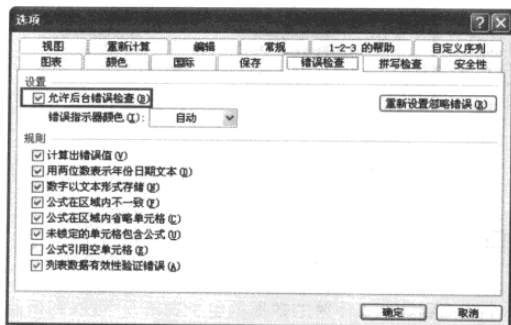 选项
视图 重新计算 编辑 常规 1-2-3 的帮助 自定义序列
图表 颜色 国际 保存 错误检查 拼写检查 安全性
设置
允许后台错误检查(B)
重新设置忽略错误(R)
错误指示器颜色(I): 自动
规则
计算出错误值(V)
用两位数表示年份日期文本(D)
数字以文本形式存储(H)
公式在区域内不一致(F)
公式在区域内省略单元格(C)
未锁定的单元格包含公式(U)
公式引用空单元格(E)
列表数据有效性验证错误(A)
确定 取消